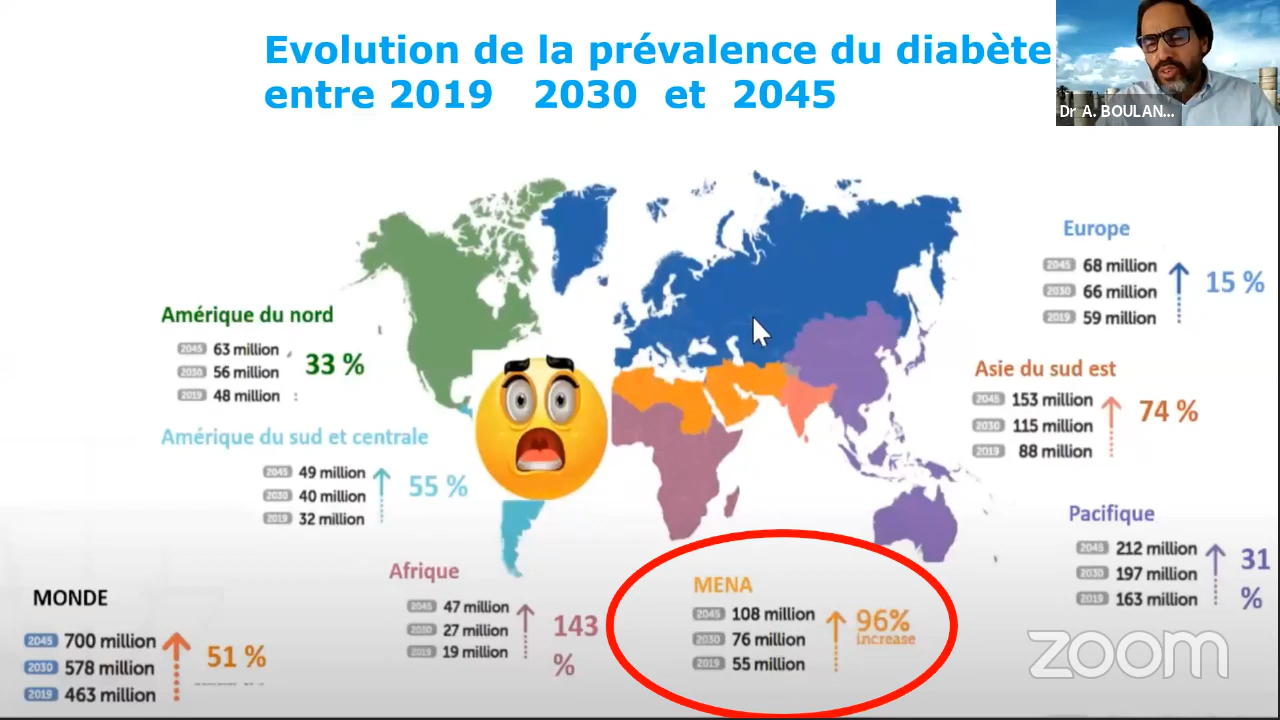 Evolution de la prévalence du diabète
entre 2019 2030 et 2045
Dr A. BOULAN...
Europe
2045 68 million
2030 66 million
2019 59 million
15 %
Amérique du nord
2045 63 million
2030 56 million
2019 48 million
33 %
Asie du sud est
2045 153 million
2030 115 million
2019 88 million
74 %
Amérique du sud et centrale
2045 49 million
2030 40 million
2019 32 million
55 %
Pacifique
2045 212 million
2030 197 million
2019 163 million
31
%
Afrique
2045 47 million
2030 27 million
2019 19 million
143
%
MENA
2045 108 million
2030 76 million
2019 55 million
96%
increase
MONDE
2045 700 million
2030 578 million
2019 463 million
51 %
zoom